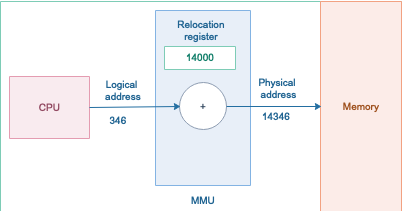 Relocation
register
14000
Logical
address
Physical
address
CPU
+
Memory
346
14346
MMU